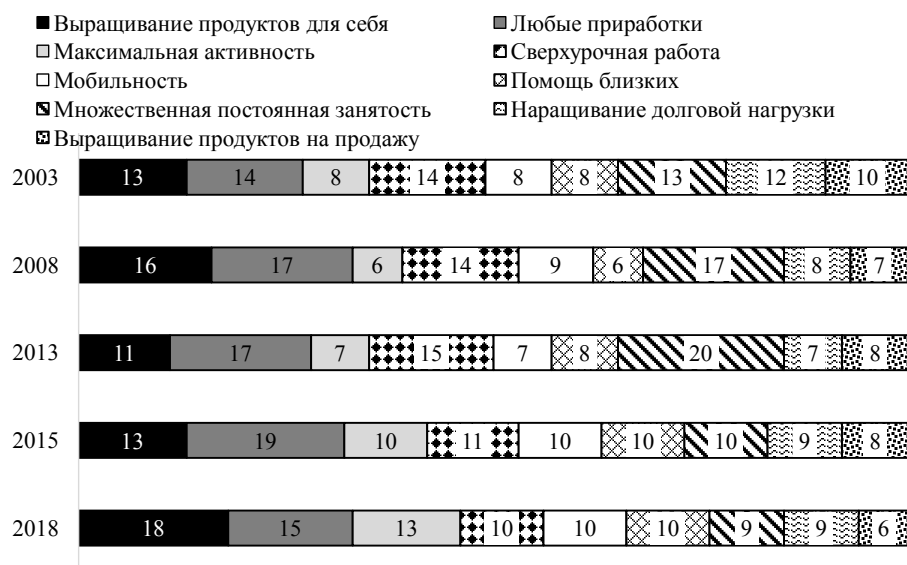 Выращивание продуктов для себя Любые приработки
Максимальная активность Сверхурочная работа
Мобильность Помощь близких
Множественная постоянная занятость Наращивание долговой нагрузки
Выращивание продуктов на продажу
2003 13 14 8 14 8 8 13 12 10
2008 16 17 6 14 9 6 17 8 7
2013 11 17 7 15 7 8 20 7 8
2015 13 19 10 11 10 10 10 9 8
2018 18 15 13 10 10 10 9 9 6